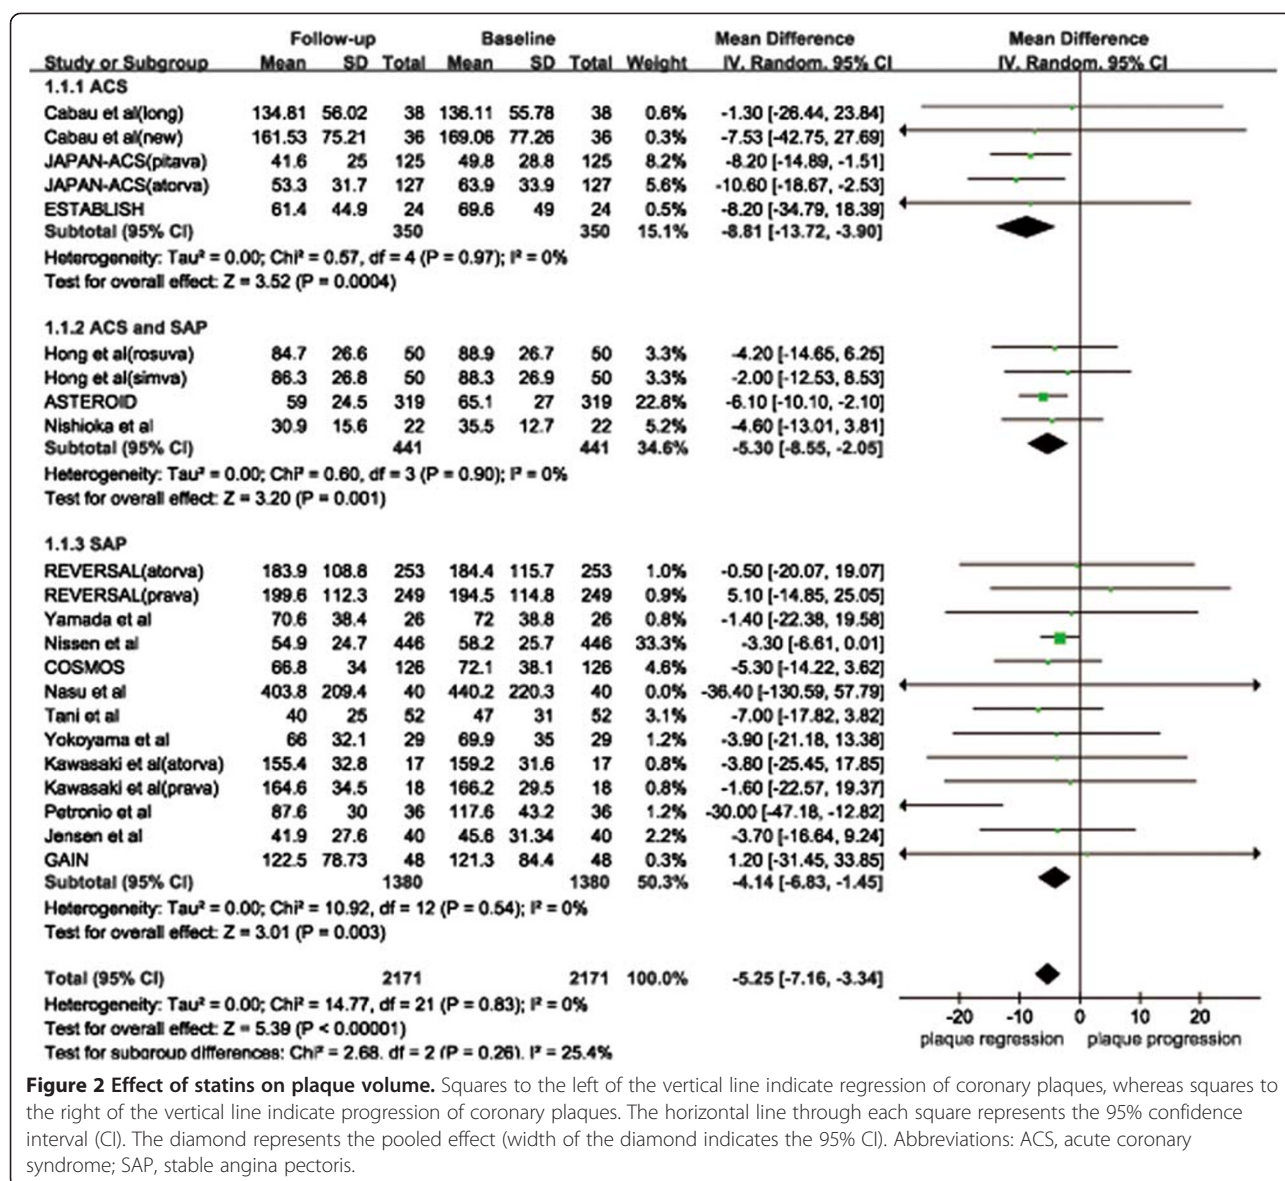 Follow-up Baseline Mean Difference Mean Difference
Study or Subgroup Mean SD Total Mean SD Total Weight IV. Random. 95% CI IV. Random. 95% CI
1.1.1 ACS
Cabau et al(long) 134.81 56.02 38 136.11 55.78 38 0.6% -1.30 [-26.44, 23.84]
Cabau et al(new) 161.53 75.21 36 169.06 77.26 36 0.3% -7.53 [-42.75, 27.69]
JAPAN-ACS(pitava) 41.6 25 125 49.8 28.8 125 8.2% -8.20 [-14.89, -1.51]
JAPAN-ACS(atorva) 53.3 31.7 127 63.9 33.9 127 5.6% -10.60 [-18.67, -2.53]
ESTABLISH 61.4 44.9 24 69.6 49 24 0.5% -8.20 [-34.79, 18.39]
Subtotal (95% CI) 350 350 15.1% -8.81 [-13.72, -3.90]
Heterogeneity: Tau² = 0.00; Chi² = 0.57, df = 4 (P = 0.97); I² = 0%
Test for overall effect: Z = 3.52 (P = 0.0004)
1.1.2 ACS and SAP
Hong et al(rosuva) 84.7 26.6 50 88.9 26.7 50 3.3% -4.20 [-14.65, 6.25]
Hong et al(simva) 86.3 26.8 50 88.3 26.9 50 3.3% -2.00 [-12.53, 8.53]
ASTEROID 59 24.5 319 65.1 27 319 22.8% -6.10 [-10.10, -2.10]
Nishioka et al 30.9 15.6 22 35.5 12.7 22 5.2% -4.60 [-13.01, 3.81]
Subtotal (95% CI) 441 441 34.6% -5.30 [-8.55, -2.05]
Heterogeneity: Tau² = 0.00; Chi² = 0.60, df = 3 (P = 0.90); I² = 0%
Test for overall effect: Z = 3.20 (P = 0.001)
1.1.3 SAP
REVERSAL(atorva) 183.9 108.8 253 184.4 115.7 253 1.0% -0.50 [-20.07, 19.07]
REVERSAL(prava) 199.6 112.3 249 194.5 114.8 249 0.9% 5.10 [-14.85, 25.05]
Yamada et al 70.6 38.4 26 72 38.8 26 0.8% -1.40 [-22.38, 19.58]
Nissen et al 54.9 24.7 446 58.2 25.7 446 33.3% -3.30 [-6.61, 0.01]
COSMOS 66.8 34 126 72.1 38.1 126 4.6% -5.30 [-14.22, 3.62]
Nasu et al 403.8 209.4 40 440.2 220.3 40 0.0% -36.40 [-130.59, 57.79]
Tani et al 40 25 52 47 31 52 3.1% -7.00 [-17.82, 3.82]
Yokoyama et al 66 32.1 29 69.9 35 29 1.2% -3.90 [-21.18, 13.38]
Kawasaki et al(atorva) 155.4 32.8 17 159.2 31.6 17 0.8% -3.80 [-25.45, 17.85]
Kawasaki et al(prava) 164.6 34.5 18 166.2 29.5 18 0.8% -1.60 [-22.57, 19.37]
Petronio et al 87.6 30 36 117.6 43.2 36 1.2% -30.00 [-47.18, -12.82]
Jensen et al 41.9 27.6 40 45.6 31.34 40 2.2% -3.70 [-16.64, 9.24]
GAIN 122.5 78.73 48 121.3 84.4 48 0.3% 1.20 [-31.45, 33.85]
Subtotal (95% CI) 1380 1380 50.3% -4.14 [-6.83, -1.45]
Heterogeneity: Tau² = 0.00; Chi² = 10.92, df = 12 (P = 0.54); I² = 0%
Test for overall effect: Z = 3.01 (P = 0.003)
Total (95% CI) 2171 2171 100.0% -5.25 [-7.16, -3.34]
Heterogeneity: Tau² = 0.00; Chi² = 14.77, df = 21 (P = 0.83); I² = 0%
Test for overall effect: Z = 5.39 (P < 0.00001)
Test for subgroup differences: Chi² = 2.68. df = 2 (P = 0.26). I² = 25.4%
-20 -10 0 10 20
plaque regression plaque progression
Figure 2 Effect of statins on plaque volume. Squares to the left of the vertical line indicate regression of coronary plaques, whereas squares to
the right of the vertical line indicate progression of coronary plaques. The horizontal line through each square represents the 95% confidence
interval (CI). The diamond represents the pooled effect (width of the diamond indicates the 95% CI). Abbreviations: ACS, acute coronary
syndrome; SAP, stable angina pectoris.